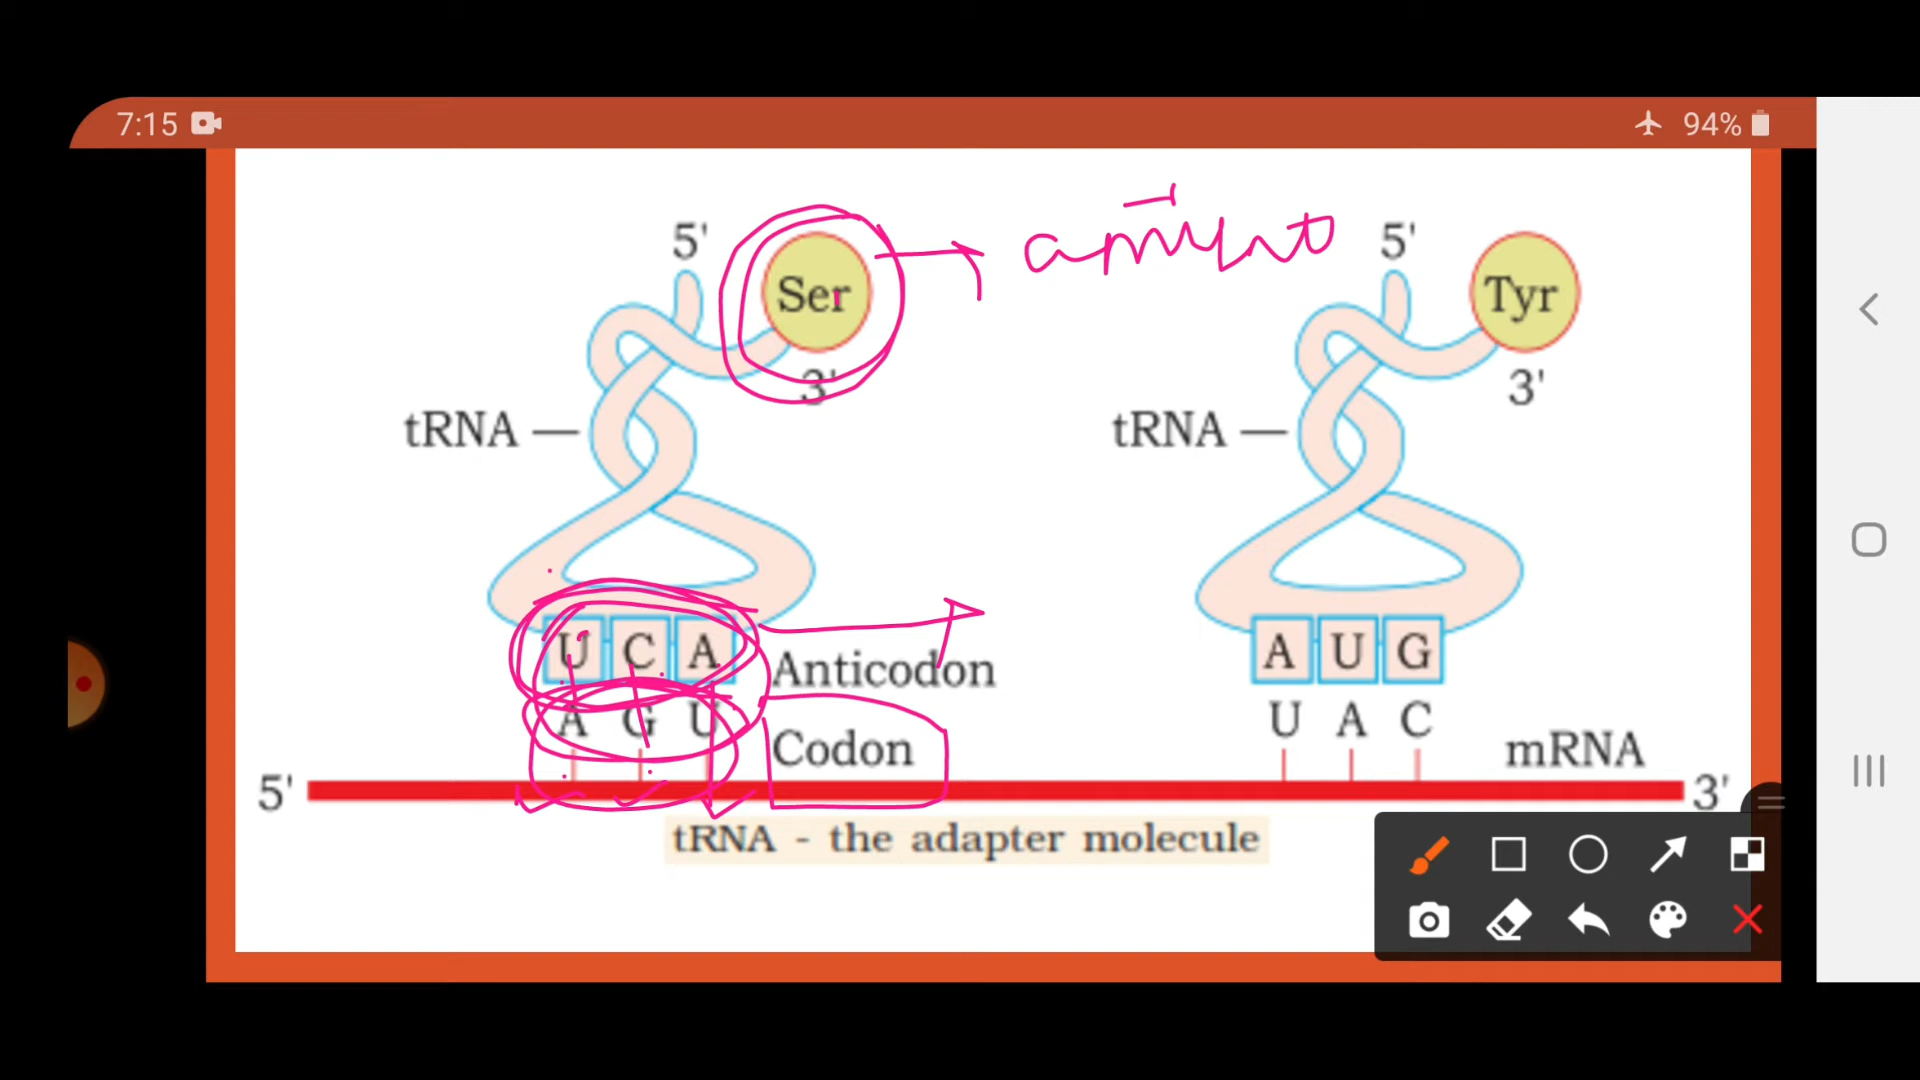 7:15 94%
5' Ser 5' Tyr
3' 3'
tRNA — tRNA —
U C A A U G
Anticodon
A G U U A C
Codon mRNA
5' 3'
tRNA - the adapter molecule